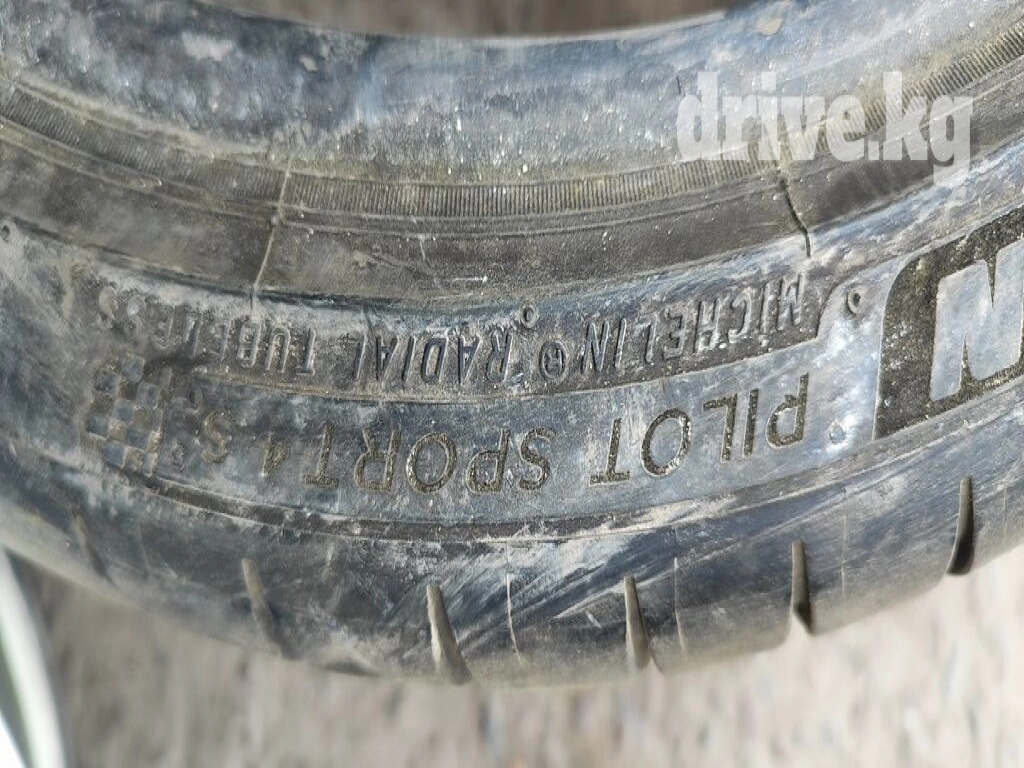 drive.kg
N
PILOT SPORT 4 S
MICHELIN® RADIAL TUBELESS